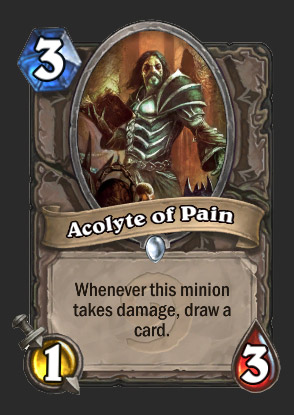 3
Acolyte of Pain
Whenever this minion
takes damage, draw a
card.
1
3